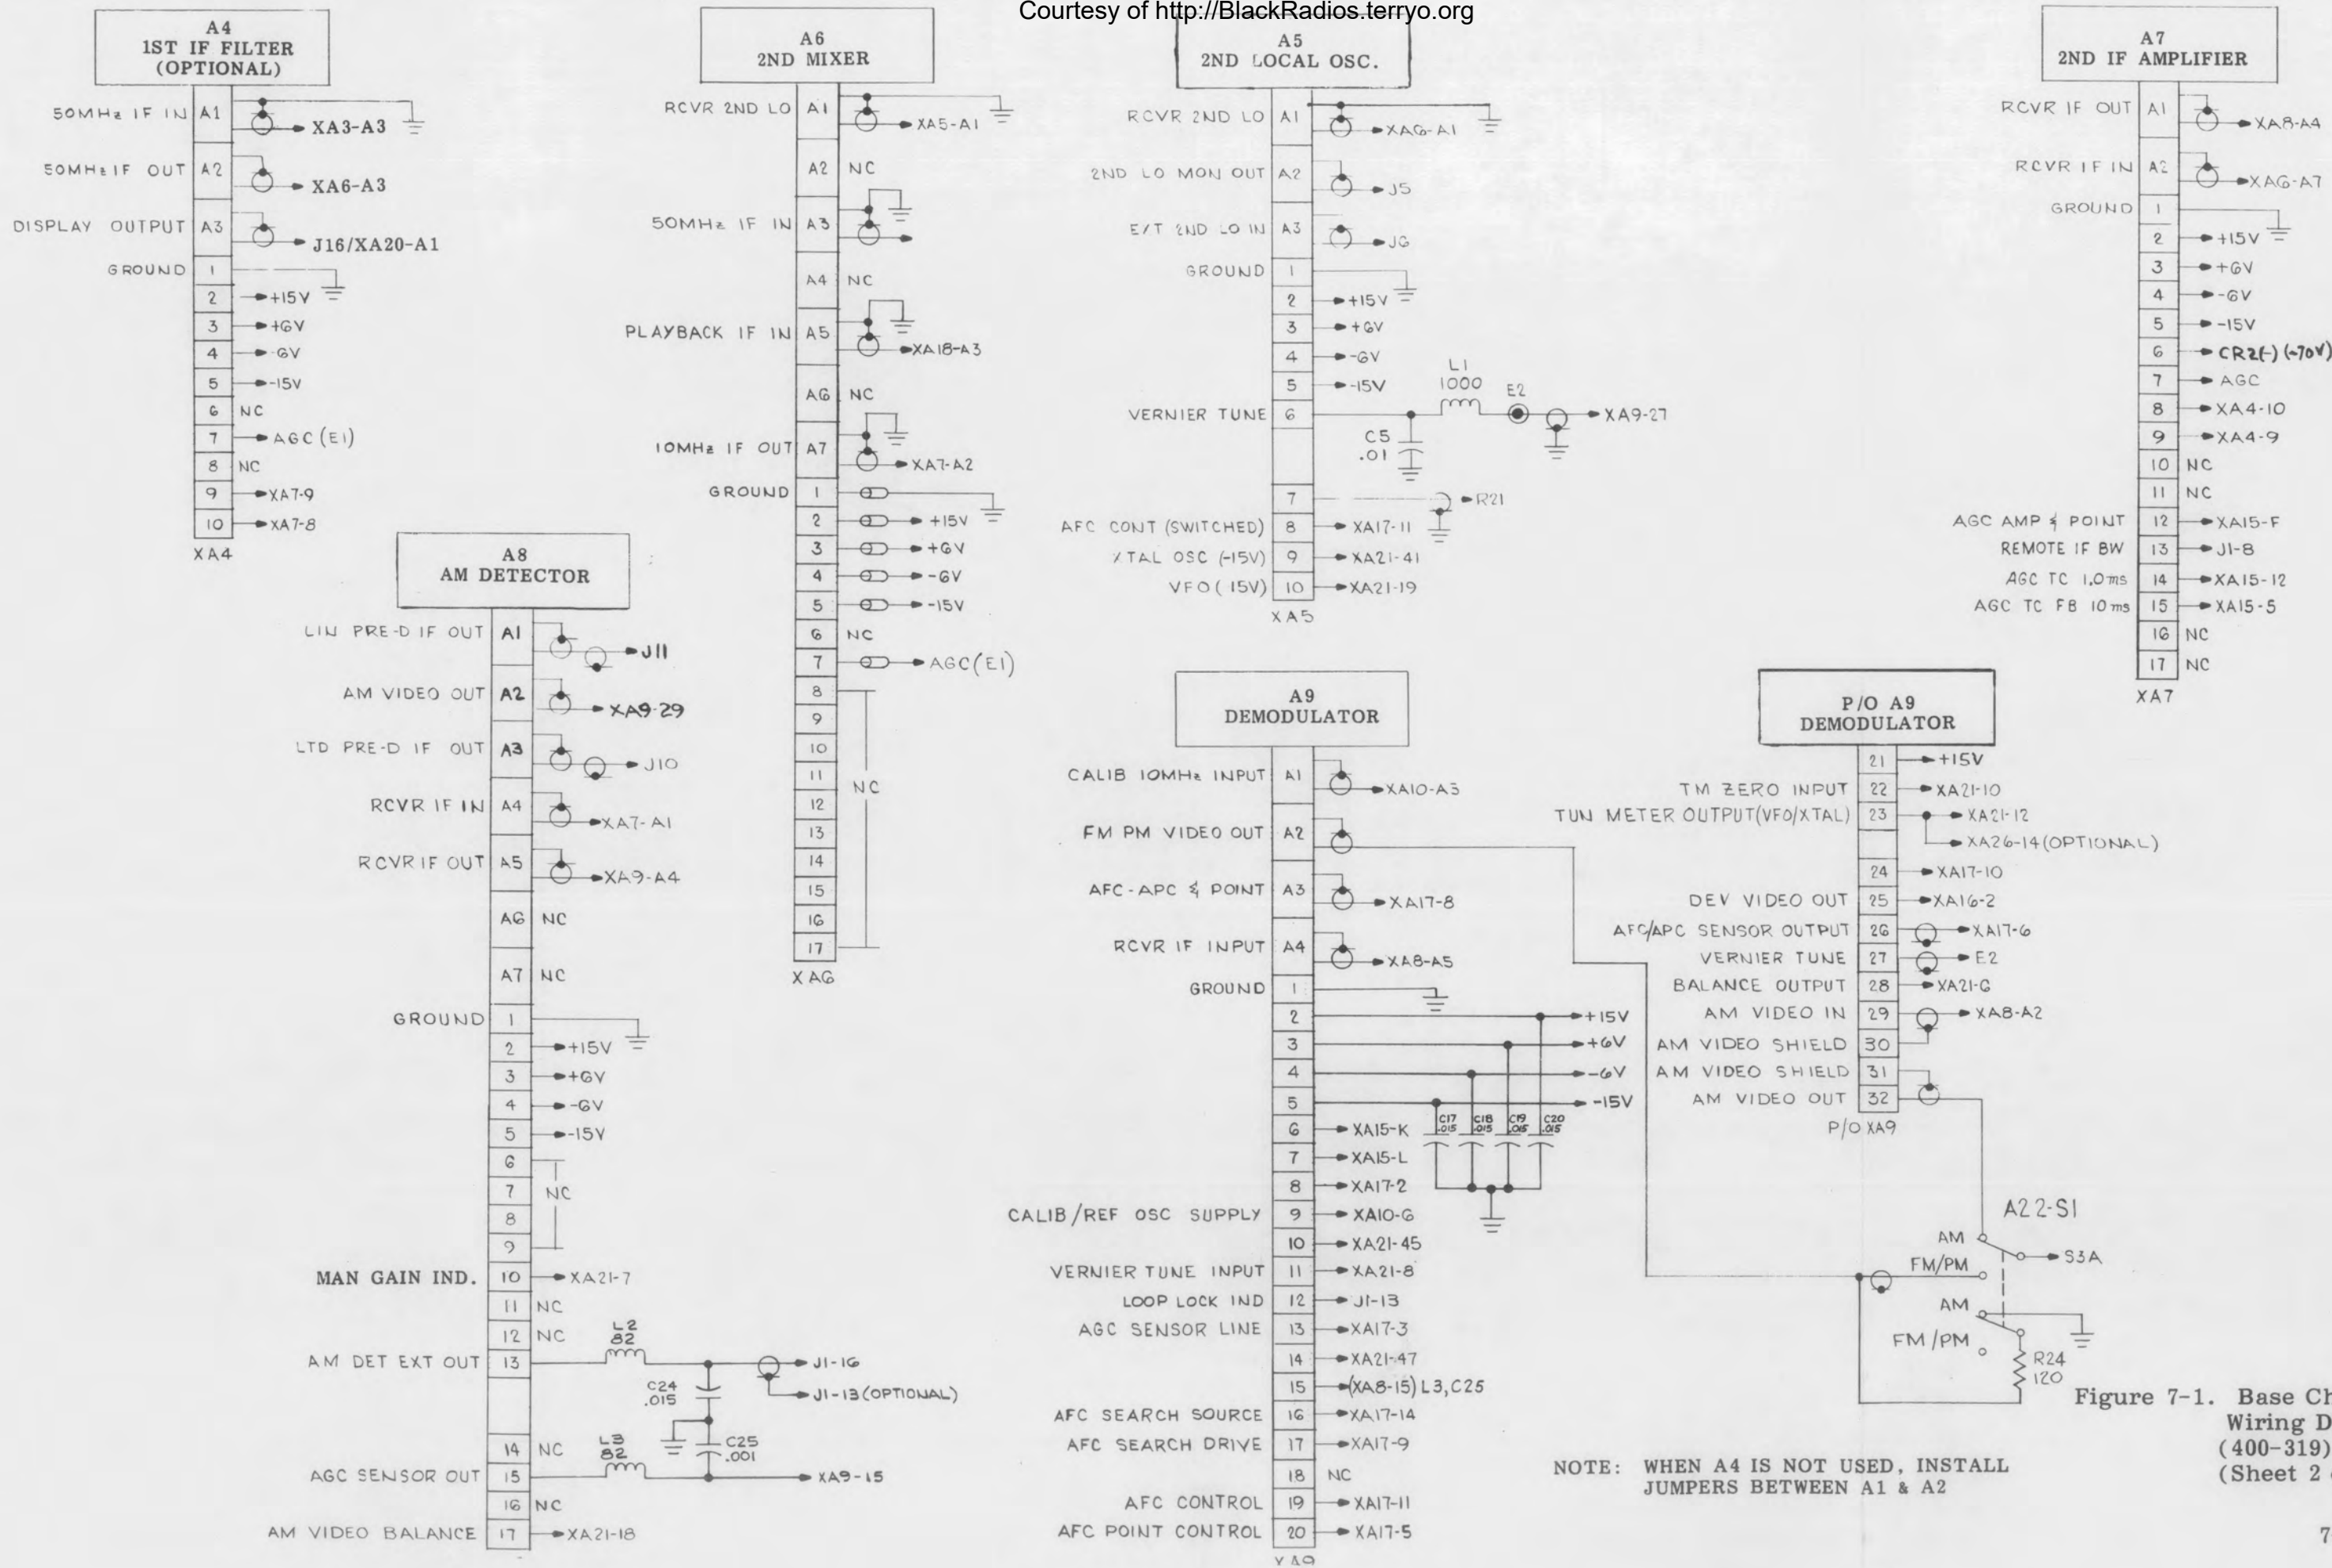 Courtesy of http://BlackRadios.terryo.org
A4
1ST IF FILTER
(OPTIONAL)
50MHz IF IN A1 XA3-A3
50MHz IF OUT A2 XA6-A3
DISPLAY OUTPUT A3 J16/XA20-A1
GROUND 1
2 +15V
3 +6V
4 -6V
5 -15V
6 NC
7 AGC (E1)
8 NC
9 XA7-9
10 XA7-8
XA4
A6
2ND MIXER
RCVR 2ND LO A1 XA5-A1
A2 NC
50MHz IF IN A3
A4 NC
PLAYBACK IF IN A5 XA18-A3
A6 NC
10MHz IF OUT A7 XA7-A2
GROUND 1
2 +15V
3 +6V
4 -6V
5 -15V
6 NC
7 AGC (E1)
8
9
10
11
NC
12
13
14
15
16
17
XA6
A5
2ND LOCAL OSC.
RCVR 2ND LO A1 XA6-A1
2ND LO MON OUT A2 J5
EXT 2ND LO IN A3 J6
GROUND 1
2 +15V
3 +6V
4 -6V
5 -15V
L1
1000 E2
VERNIER TUNE 6 XA9-27
C5
.01
7 R21
AFC CONT (SWITCHED) 8 XA17-11
XTAL OSC (-15V) 9 XA21-41
VFO (15V) 10 XA21-19
XA5
A7
2ND IF AMPLIFIER
RCVR IF OUT A1 XA8-A4
RCVR IF IN A2 XA6-A7
GROUND 1
2 +15V
3 +6V
4 -6V
5 -15V
6 CR2(-) (-70V)
7 AGC
8 XA4-10
9 XA4-9
10 NC
11 NC
AGC AMP ∑ POINT 12 XA15-F
REMOTE IF BW 13 J1-8
AGC TC 1.0ms 14 XA15-12
AGC TC FB 10ms 15 XA15-5
16 NC
17 NC
XA7
A8
AM DETECTOR
LIN PRE-D IF OUT A1 J11
AM VIDEO OUT A2 XA9-29
LTD PRE-D IF OUT A3 J10
RCVR IF IN A4 XA7-A1
RCVR IF OUT A5 XA9-A4
A6 NC
A7 NC
GROUND 1
2 +15V
3 +6V
4 -6V
5 -15V
6
7 NC
8
9
MAN GAIN IND. 10 XA21-7
11 NC
12 NC
L2
82
AM DET EXT OUT 13 J1-16
C24
.015
J1-13 (OPTIONAL)
14 NC
L3
82
C25
.001
AGC SENSOR OUT 15 XA9-15
16 NC
AM VIDEO BALANCE 17 XA21-18
A9
DEMODULATOR
CALIB 10MHz INPUT A1 XA10-A3
FM PM VIDEO OUT A2
AFC-APC ∑ POINT A3 XA17-8
RCVR IF INPUT A4 XA8-A5
GROUND 1
2 +15V
3 +6V
4 -6V
5 -15V
C17 C18 C19 C20
.015 .015 .015 .015
6 XA15-K
7 XA15-L
8 XA17-2
CALIB/REF OSC SUPPLY 9 XA10-6
10 XA21-45
VERNIER TUNE INPUT 11 XA21-8
LOOP LOCK IND 12 J1-13
AGC SENSOR LINE 13 XA17-3
14 XA21-47
15 (XA8-15) L3,C25
AFC SEARCH SOURCE 16 XA17-14
AFC SEARCH DRIVE 17 XA17-9
18 NC
AFC CONTROL 19 XA17-11
AFC POINT CONTROL 20 XA17-5
XA9
P/O A9
DEMODULATOR
21 +15V
TM ZERO INPUT 22 XA21-10
TUN METER OUTPUT (VFO/XTAL) 23 XA21-12
XA26-14 (OPTIONAL)
24 XA17-10
DEV VIDEO OUT 25 XA16-2
AFC/APC SENSOR OUTPUT 26 XA17-6
VERNIER TUNE 27 E2
BALANCE OUTPUT 28 XA21-6
AM VIDEO IN 29 XA8-A2
AM VIDEO SHIELD 30
AM VIDEO SHIELD 31
AM VIDEO OUT 32
P/O XA9
A22-S1
AM
S3A
FM/PM
AM
FM/PM
R24
120
NOTE: WHEN A4 IS NOT USED, INSTALL
JUMPERS BETWEEN A1 & A2
Figure 7-1. Base Ch
Wiring D
(400-319)
(Sheet 2
7